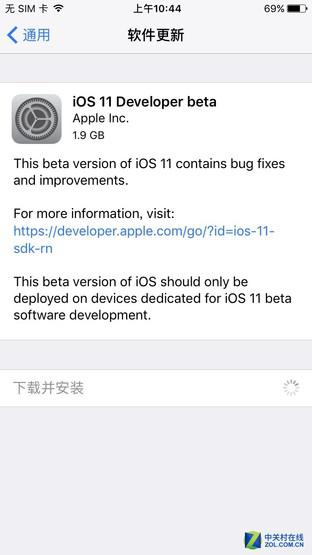 无 SIM 卡 上午10:44 69%
通用 软件更新
iOS 11 Developer beta
Apple Inc.
1.9 GB
This beta version of iOS 11 contains bug fixes
and improvements.
For more information, visit:
https://developer.apple.com/go/?id=ios-11-
sdk-rn
This beta version of iOS should only be
deployed on devices dedicated for iOS 11 beta
software development.
下载并安装
中关村在线
ZOL.COM.CN